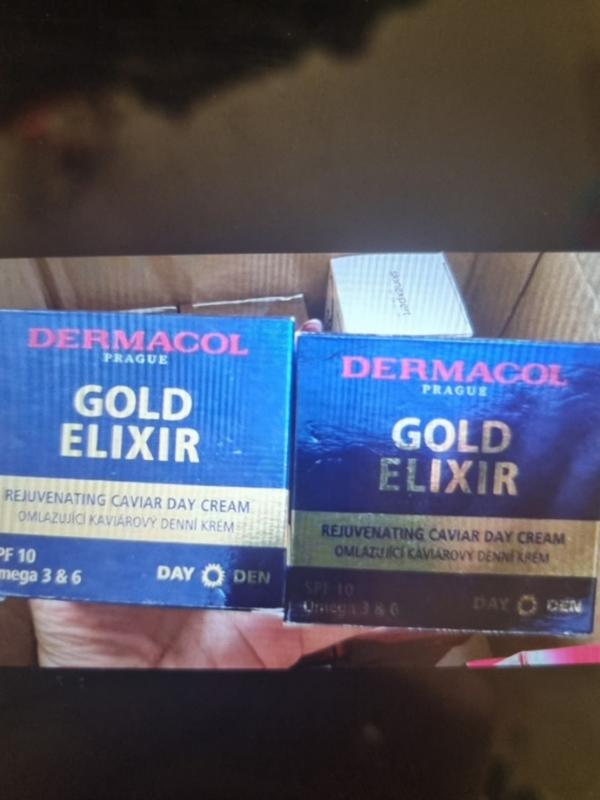 DERMACOL
PRAGUE
GOLD
ELIXIR
REJUVENATING CAVIAR DAY CREAM
OMLAZUJÍCÍ KAVIÁROVÝ DENNÍ KRÉM
PF 10
mega 3 & 6
DAY DEN
DERMACOL
PRAGUE
GOLD
ELIXIR
REJUVENATING CAVIAR DAY CREAM
OMLAZUJÍCÍ KAVIÁROVÝ DENNÍ KRÉM
SPF 10
Omega 3 & 6
DAY DEN